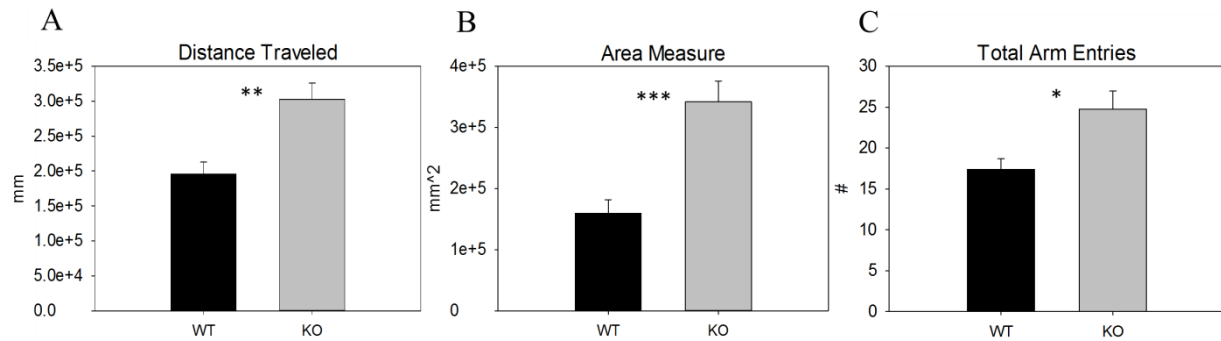 A
Distance Traveled
3.5e+5
3.0e+5
2.5e+5
2.0e+5
1.5e+5
1.0e+5
5.0e+4
0.0
mm
**
WT
KO
B
Area Measure
4e+5
3e+5
2e+5
1e+5
0
mm^2
***
WT
KO
C
Total Arm Entries
30
25
20
15
10
5
0
#
*
WT
KO